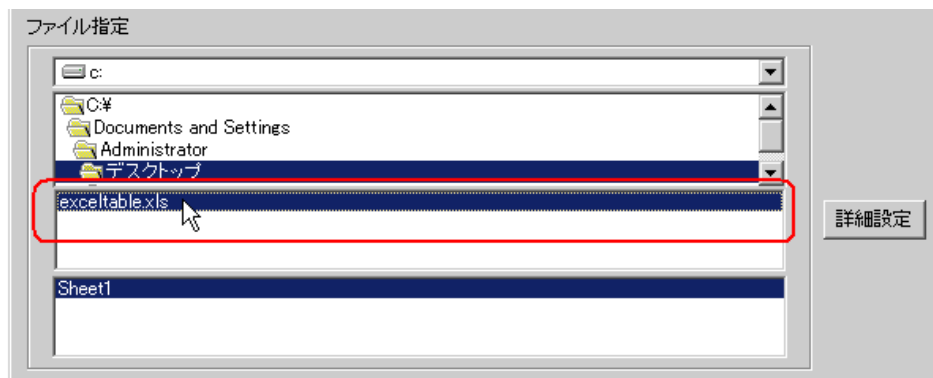 ファイル指定
c:
C:¥
Documents and Settings
Administrator
デスクトップ
exceltable.xls
詳細設定
Sheet1